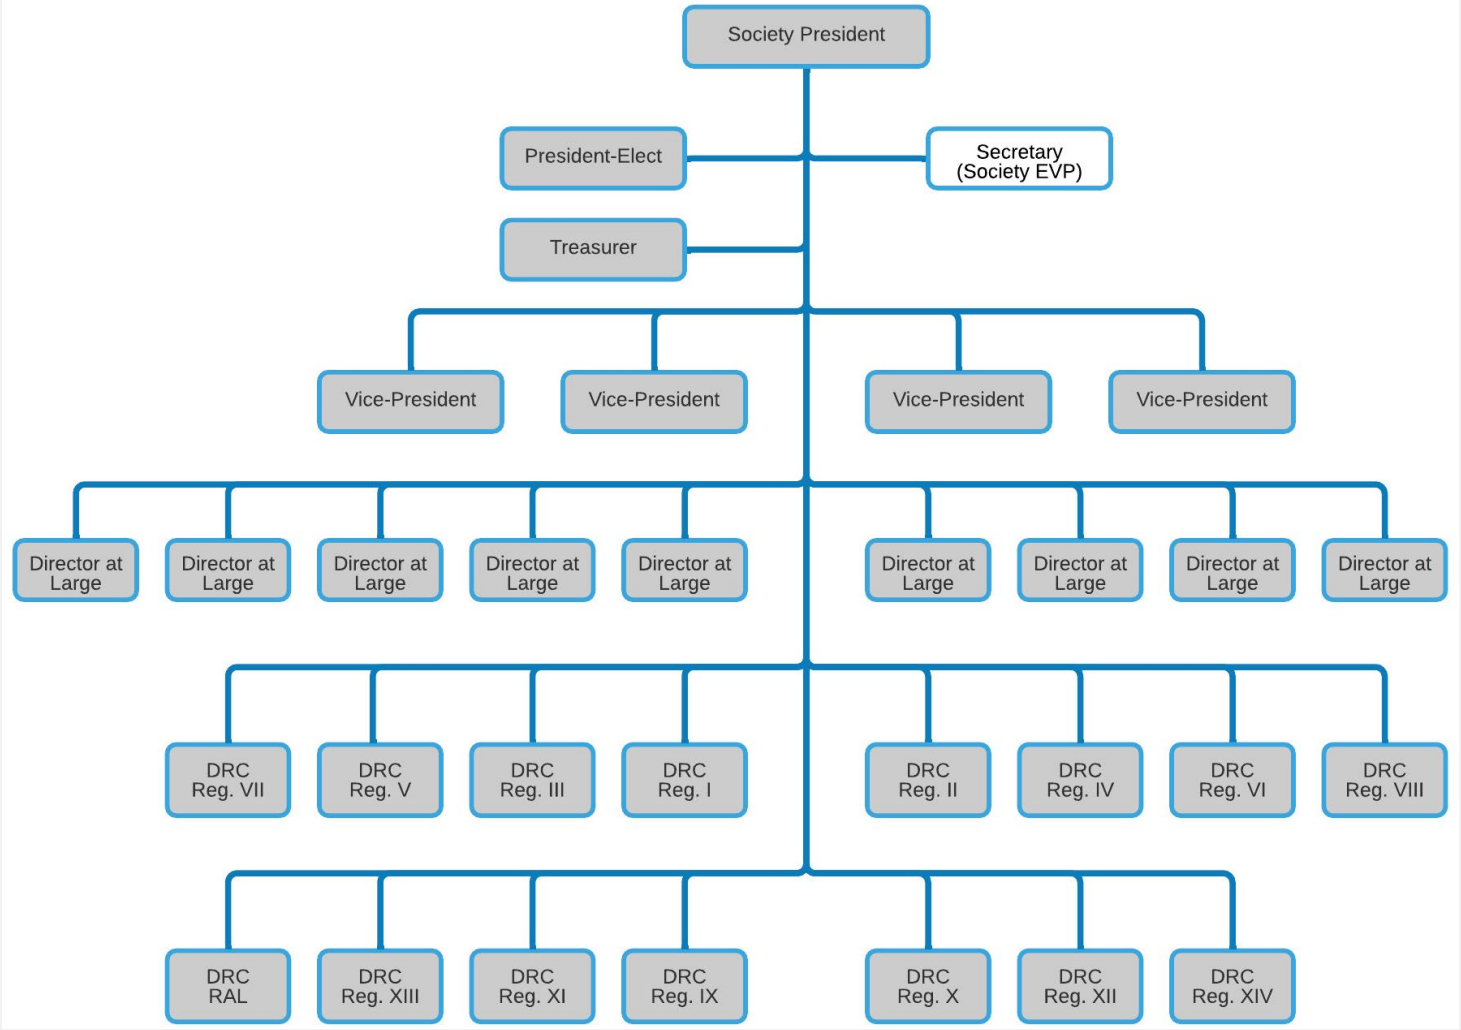 Society President
President-Elect
Secretary
(Society EVP)
Treasurer
Vice-President
Vice-President
Vice-President
Vice-President
Director at
Large
Director at
Large
Director at
Large
Director at
Large
Director at
Large
Director at
Large
Director at
Large
Director at
Large
Director at
Large
DRC
Reg. VII
DRC
Reg. V
DRC
Reg. III
DRC
Reg. I
DRC
Reg. II
DRC
Reg. IV
DRC
Reg. VI
DRC
Reg. VIII
DRC
RAL
DRC
Reg. XIII
DRC
Reg. XI
DRC
Reg. IX
DRC
Reg. X
DRC
Reg. XII
DRC
Reg. XIV